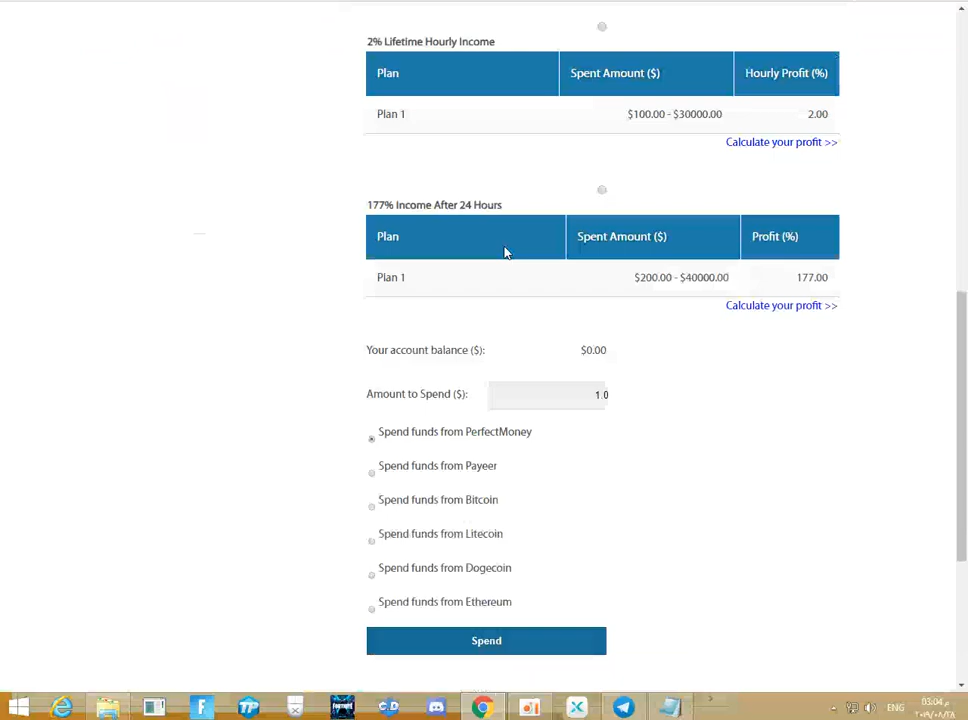 2% Lifetime Hourly Income
Plan Spent Amount ($) Hourly Profit (%)
Plan 1 $100.00 - $30000.00 2.00
Calculate your profit >>
177% Income After 24 Hours
Plan Spent Amount ($) Profit (%)
Plan 1 $200.00 - $40000.00 177.00
Calculate your profit >>
Your account balance ($): $0.00
Amount to Spend ($): 1.0
Spend funds from PerfectMoney
Spend funds from Payeer
Spend funds from Bitcoin
Spend funds from Litecoin
Spend funds from Dogecoin
Spend funds from Ethereum
Spend
ENG